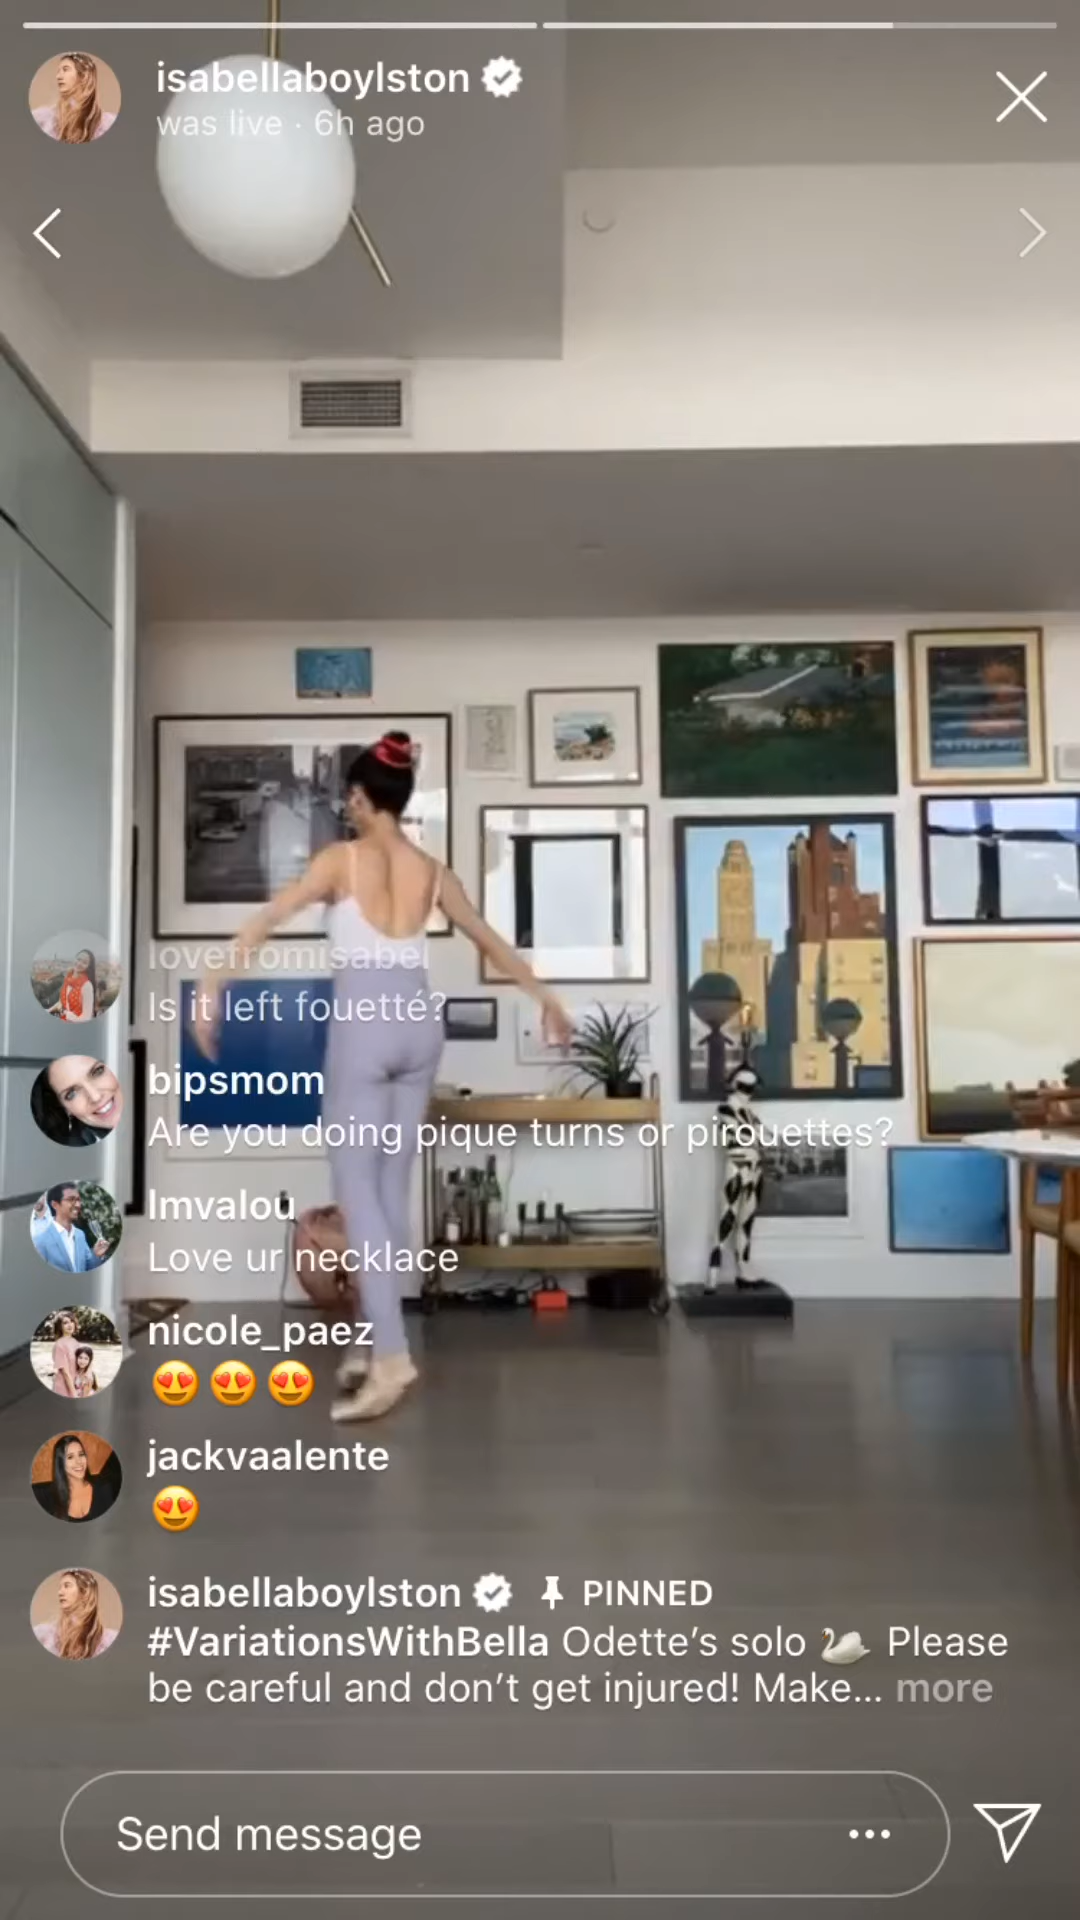 isabellaboylston
was live · 6h ago
lovefromisabel
Is it left fouetté?
bipsmom
Are you doing pique turns or pirouettes?
lmvalou
Love ur necklace
nicole_paez
😍😍😍
jackvaalente
😍
isabellaboylston PINNED
#VariationsWithBella Odette’s solo 🦢 Please
be careful and don’t get injured! Make... more
Send message